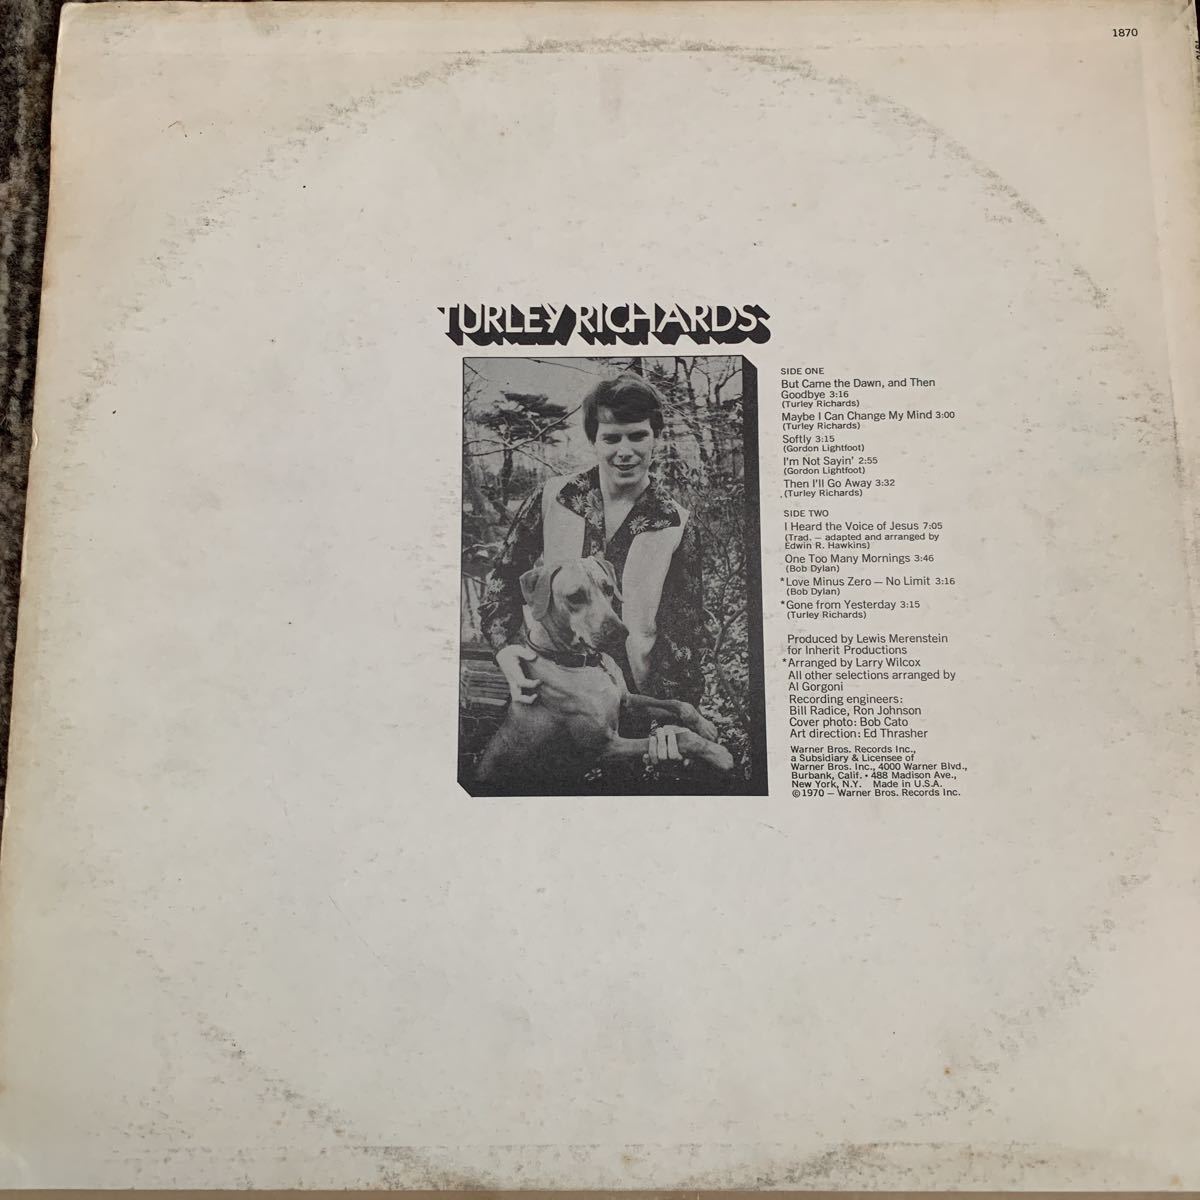 1870
TURLEY RICHARDS
SIDE ONE
But Came the Dawn, and Then
Goodbye 3:16
(Turley Richards)
Maybe I Can Change My Mind 3:00
(Turley Richards)
Softly 3:15
(Gordon Lightfoot)
I'm Not Sayin' 2:55
(Gordon Lightfoot)
Then I'll Go Away 3:32
(Turley Richards)
SIDE TWO
I Heard the Voice of Jesus 7:05
(Trad. — adapted and arranged by
Edwin R. Hawkins)
One Too Many Mornings 3:46
(Bob Dylan)
*Love Minus Zero — No Limit 3:16
(Bob Dylan)
*Gone from Yesterday 3:15
(Turley Richards)
Produced by Lewis Merenstein
for Inherit Productions
*Arranged by Larry Wilcox
All other selections arranged by
Al Gorgoni
Recording engineers:
Bill Radice, Ron Johnson
Cover photo: Bob Cato
Art direction: Ed Thrasher
Warner Bros. Records Inc.,
a Subsidiary & Licensee of
Warner Bros. Inc., 4000 Warner Blvd.,
Burbank, Calif. • 488 Madison Ave.,
New York, N.Y. Made in U.S.A.
©1970 — Warner Bros. Records Inc.